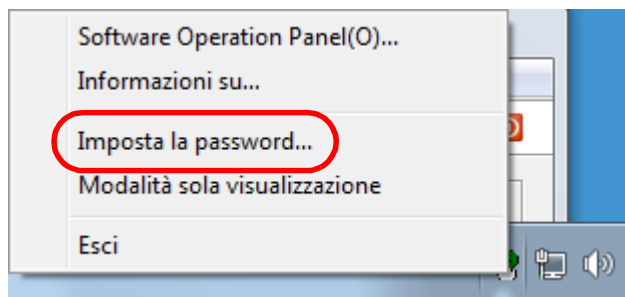 Software Operation Panel(O)...
Informazioni su...
Imposta la password...
Modalità sola visualizzazione
Esci